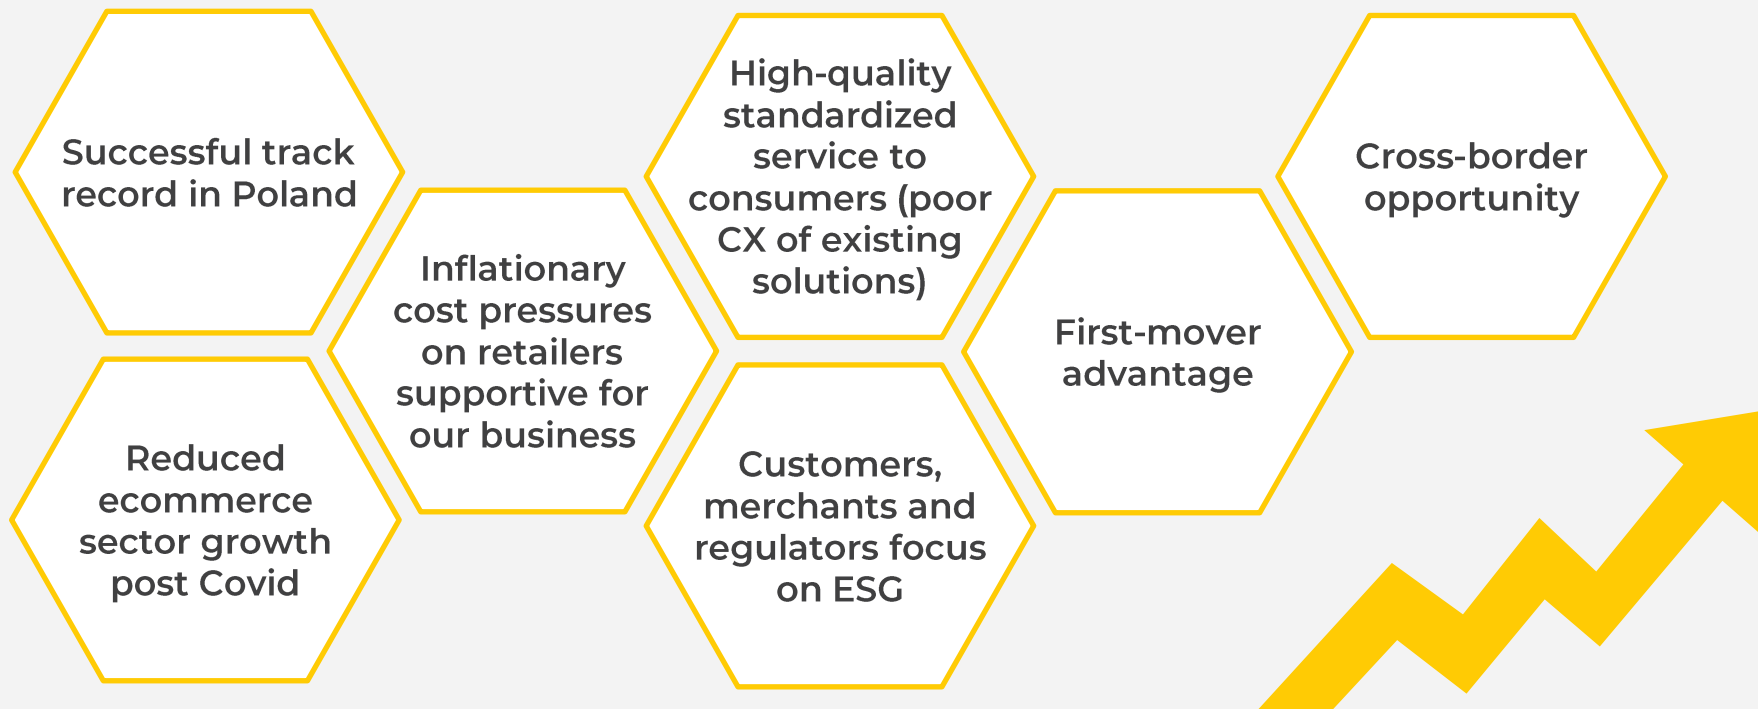 Successful track
record in Poland
Reduced
ecommerce
sector growth
post Covid
Inflationary
cost pressures
on retailers
supportive for
our business
High-quality
standardized
service to
consumers (poor
CX of existing
solutions)
Customers,
merchants and
regulators focus
on ESG
First-mover
advantage
Cross-border
opportunity